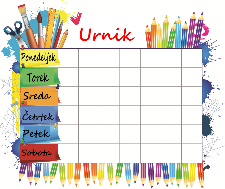 Urnik
Ponedeljek
Torek
Sreda
Četrtek
Petek
Sobota